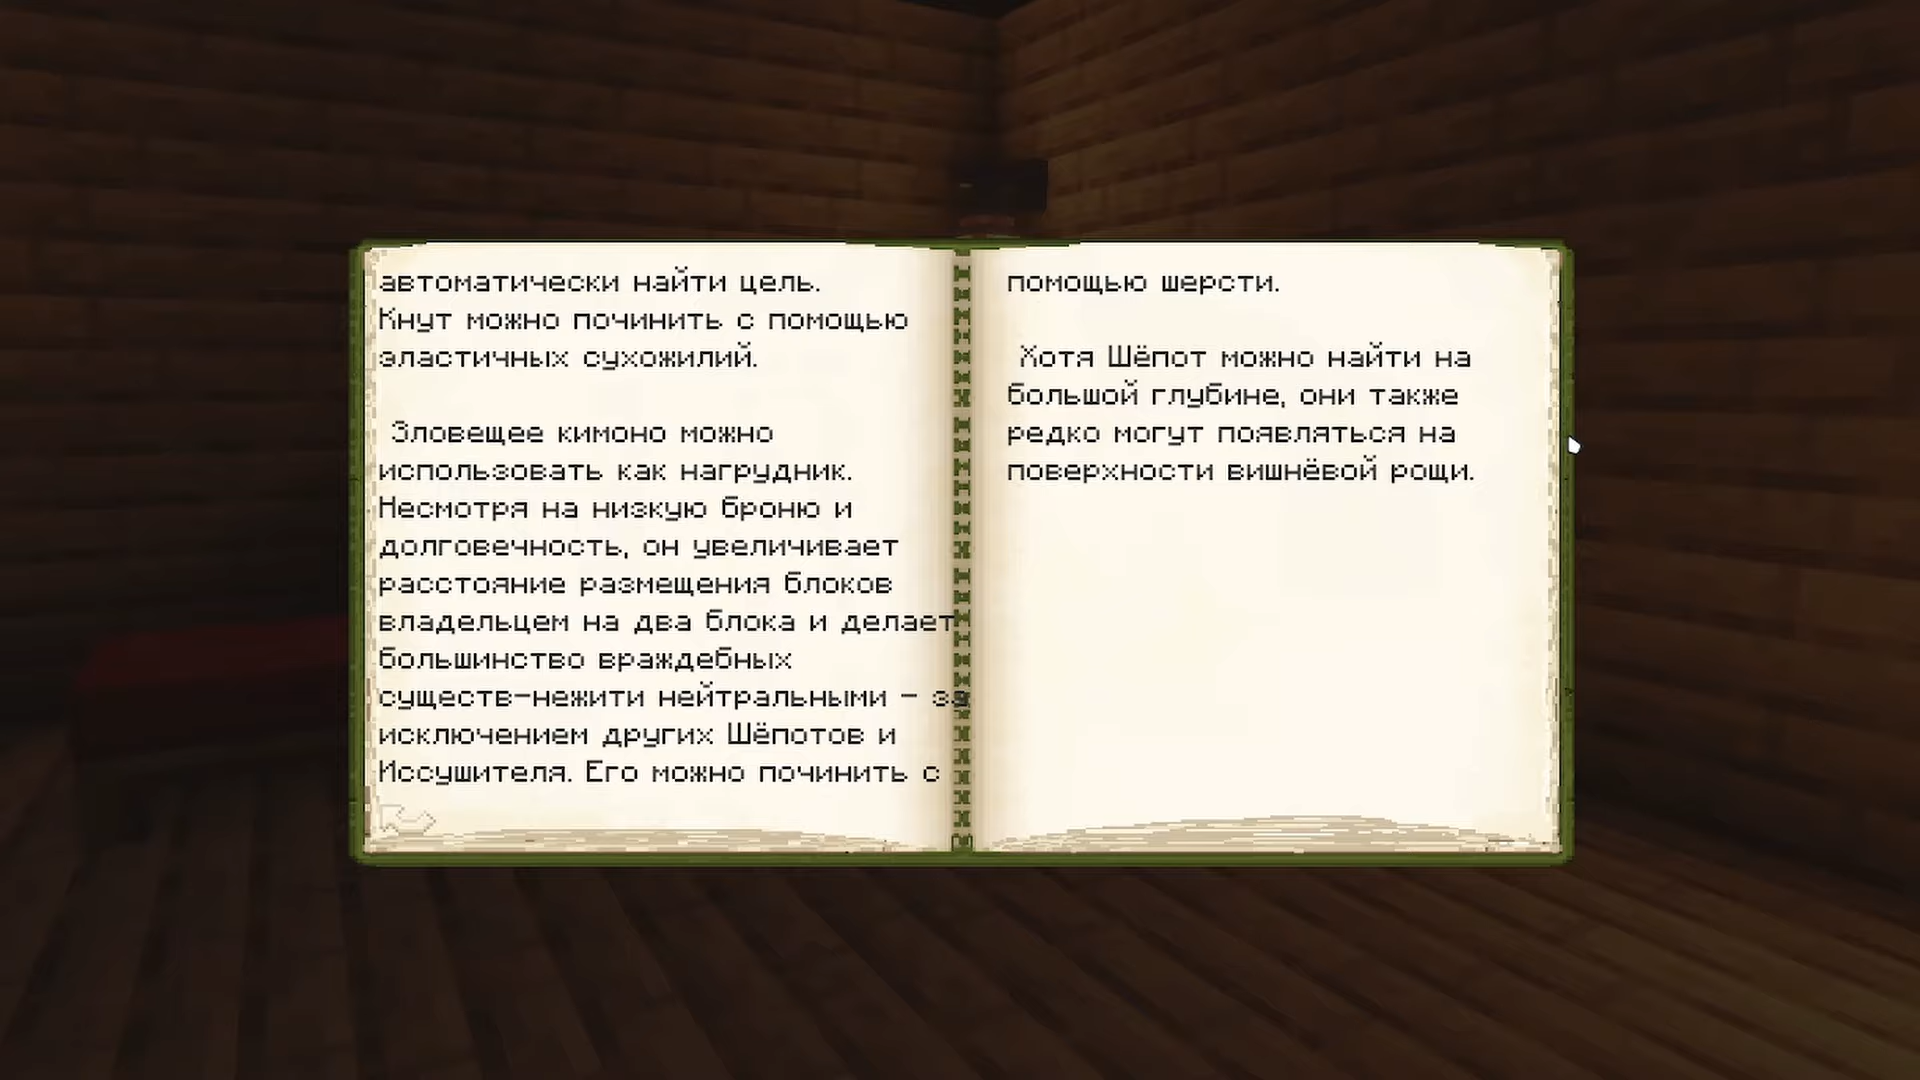 автоматически найти цель.
Кнут можно починить с помощью
эластичных сухожилий.
Зловещее кимоно можно
использовать как нагрудник.
Несмотря на низкую броню и
долговечность, он увеличивает
расстояние размещения блоков
владельцем на два блока и делает
большинство враждебных
существ-нежити нейтральными - за
исключением других Шёпотов и
Иссушителя. Его можно починить с
помощью шерсти.
Хотя Шёпот можно найти на
большой глубине, они также
редко могут появляться на
поверхности вишнёвой рощи.